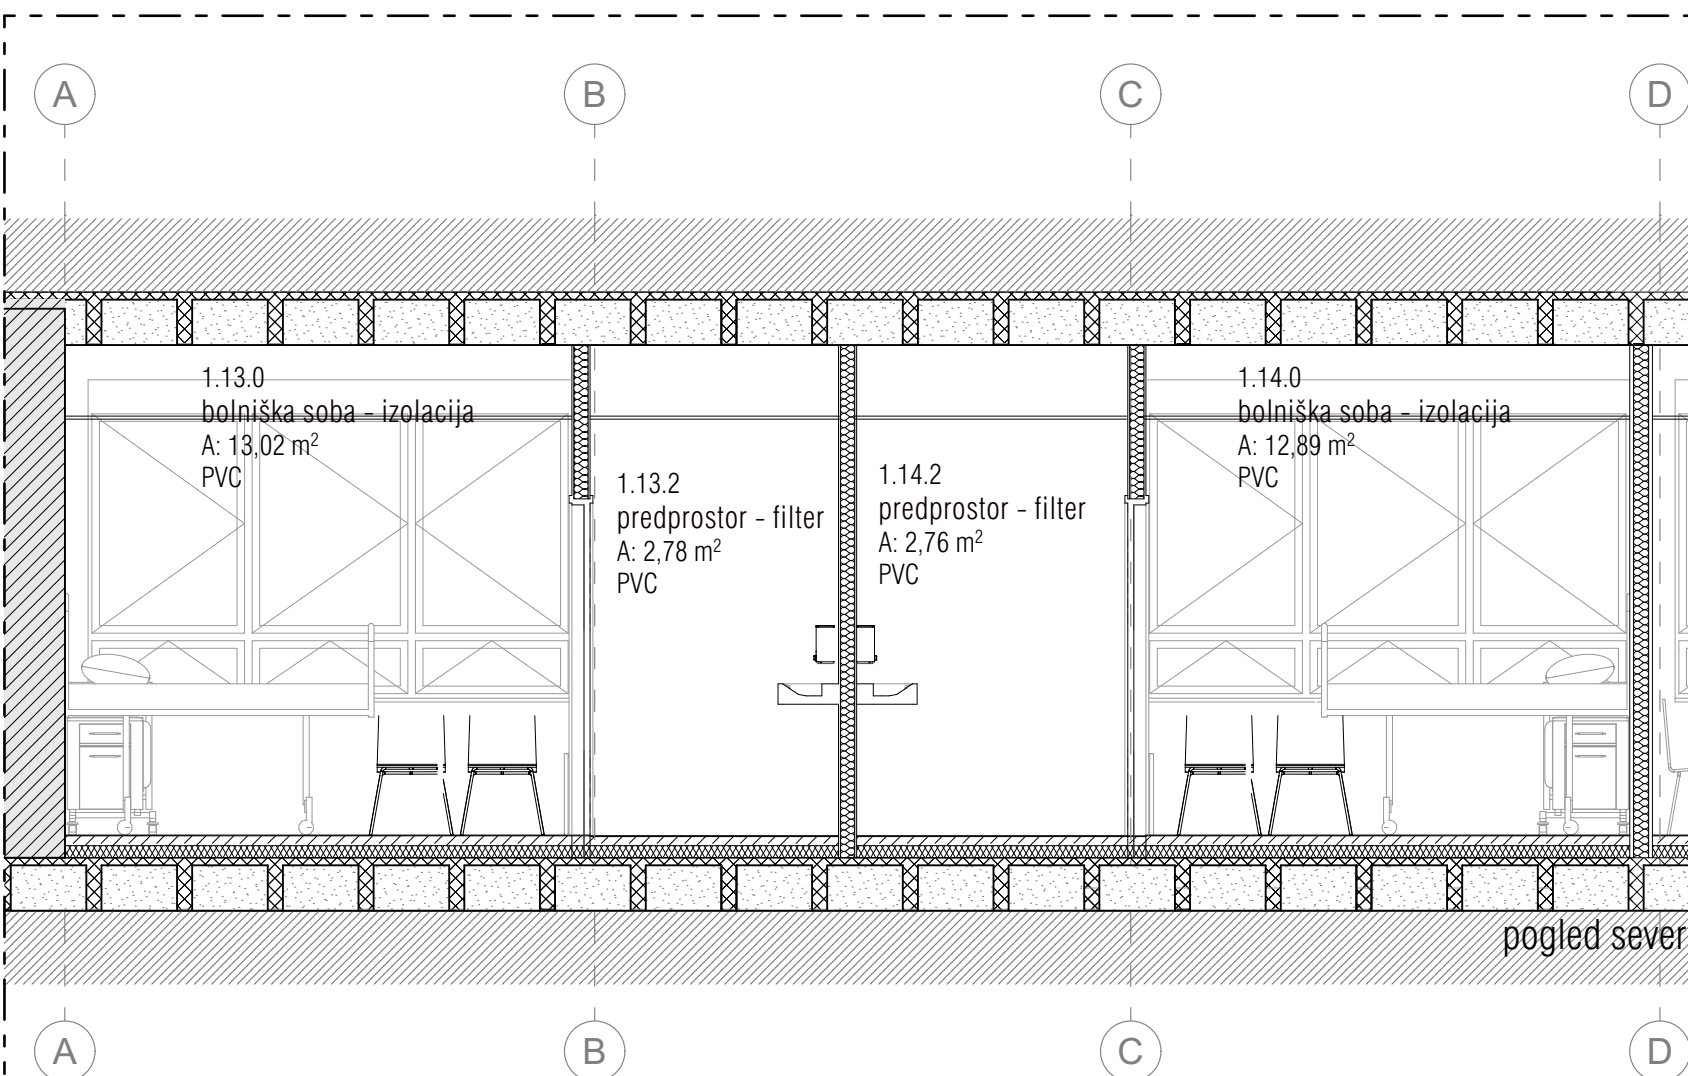 A
B
C
D
1.13.0
bolniška soba - izolacija
A: 13,02 m²
PVC
1.13.2
predprostor - filter
A: 2,78 m²
PVC
1.14.2
predprostor - filter
A: 2,76 m²
PVC
1.14.0
bolniška soba - izolacija
A: 12,89 m²
PVC
pogled sever
A
B
C
D